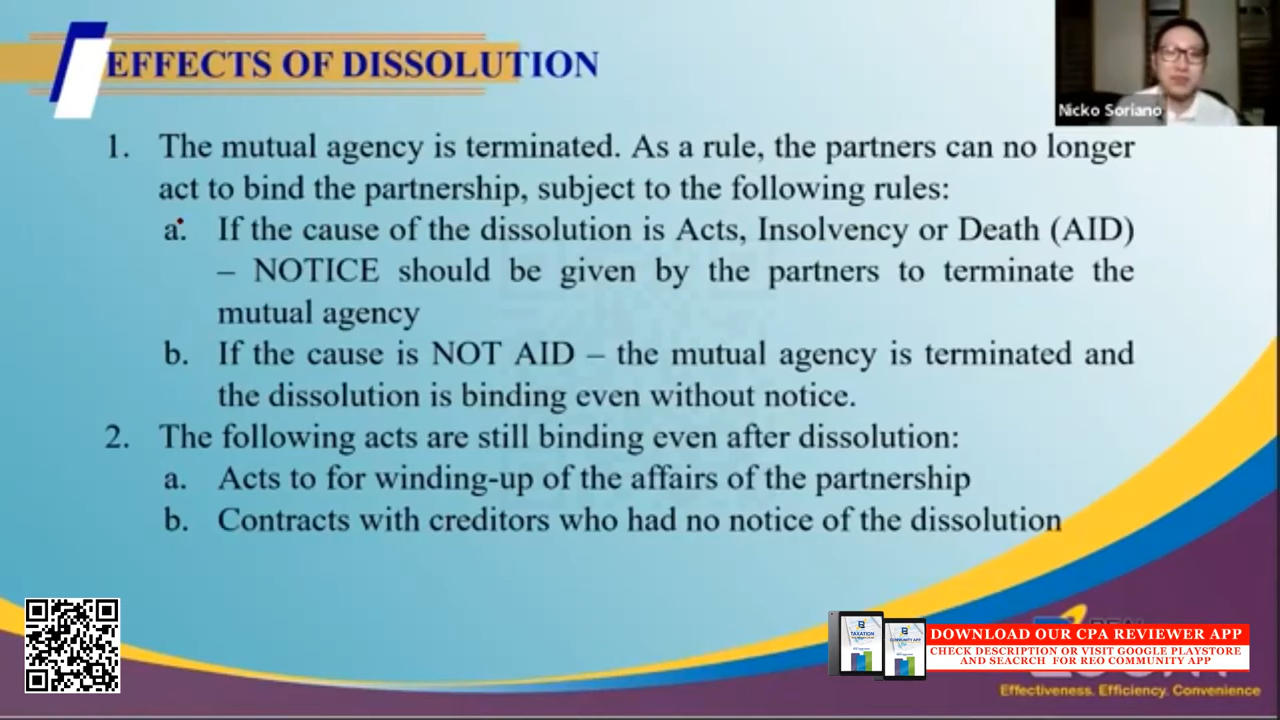 EFFECTS OF DISSOLUTION
Nicko Soriano
1. The mutual agency is terminated. As a rule, the partners can no longer
act to bind the partnership, subject to the following rules:
a. If the cause of the dissolution is Acts, Insolvency or Death (AID)
– NOTICE should be given by the partners to terminate the
mutual agency
b. If the cause is NOT AID – the mutual agency is terminated and
the dissolution is binding even without notice.
2. The following acts are still binding even after dissolution:
a. Acts to for winding-up of the affairs of the partnership
b. Contracts with creditors who had no notice of the dissolution
TAXATION
COMMUNITY APP
DOWNLOAD OUR CPA REVIEWER APP
CHECK DESCRIPTION OR VISIT GOOGLE PLAYSTORE
AND SEACRCH FOR REO COMMUNITY APP
Effectiveness. Efficiency. Convenience